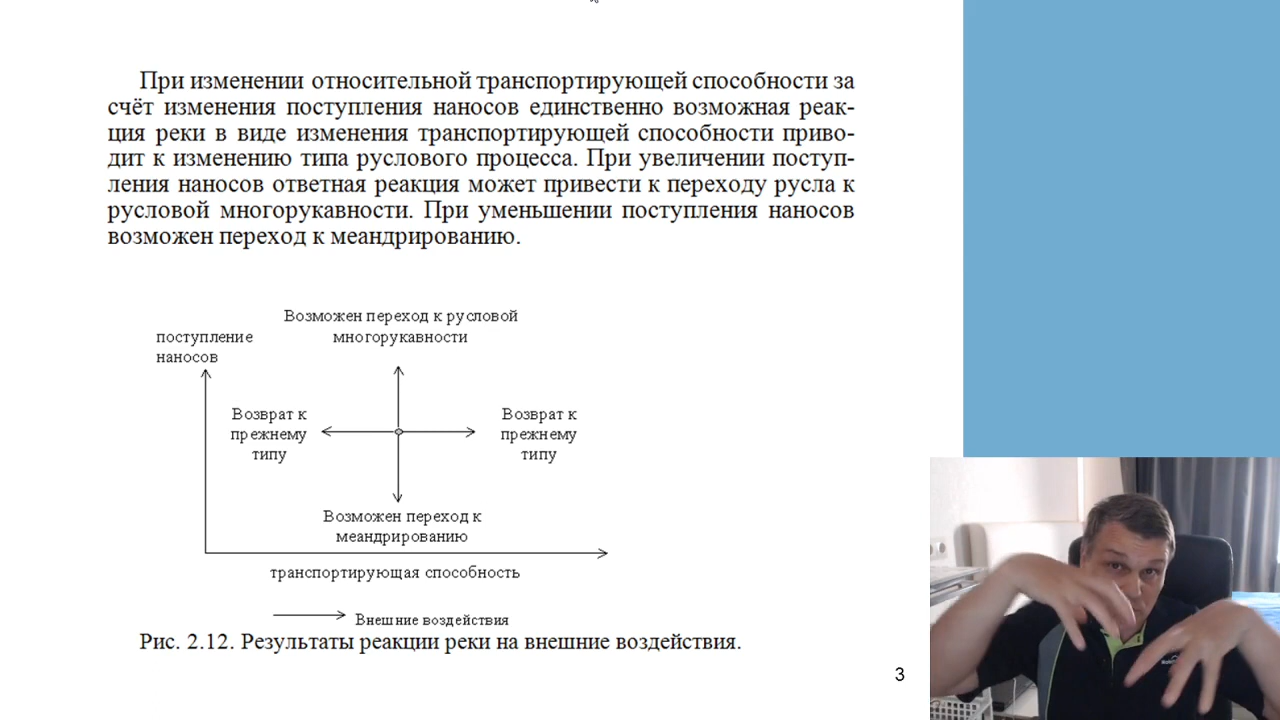 При изменении относительной транспортирующей способности за
счёт изменения поступления наносов единственно возможная реак-
ция реки в виде изменения транспортирующей способности приво-
дит к изменению типа руслового процесса. При увеличении поступ-
ления наносов ответная реакция может привести к переходу русла к
русловой многорукавности. При уменьшении поступления наносов
возможен переход к меандрированию.
Возможен переход к русловой
многорукавности
поступление
наносов
Возврат к
прежнему
типу
Возврат к
прежнему
типу
Возможен переход к
меандрированию
транспортирующая способность
Внешние воздействия
Рис. 2.12. Результаты реакции реки на внешние воздействия.
3